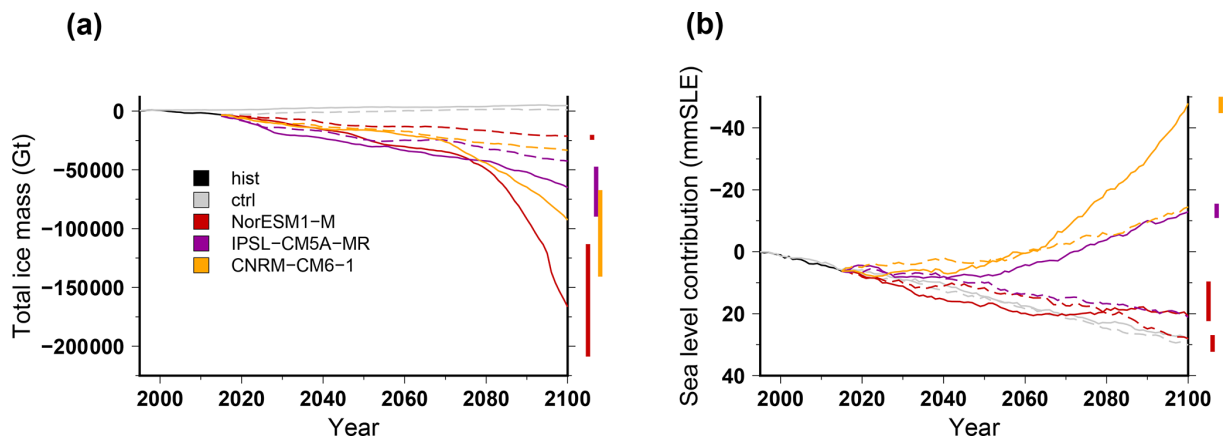 (a)
(b)
Total ice mass (Gt)
0
−50000
−100000
−150000
−200000
hist
ctrl
NorESM1−M
IPSL−CM5A−MR
CNRM−CM6−1
2000 2020 2040 2060 2080 2100
Year
Sea level contribution (mmSLE)
−40
−20
0
20
40
2000 2020 2040 2060 2080 2100
Year